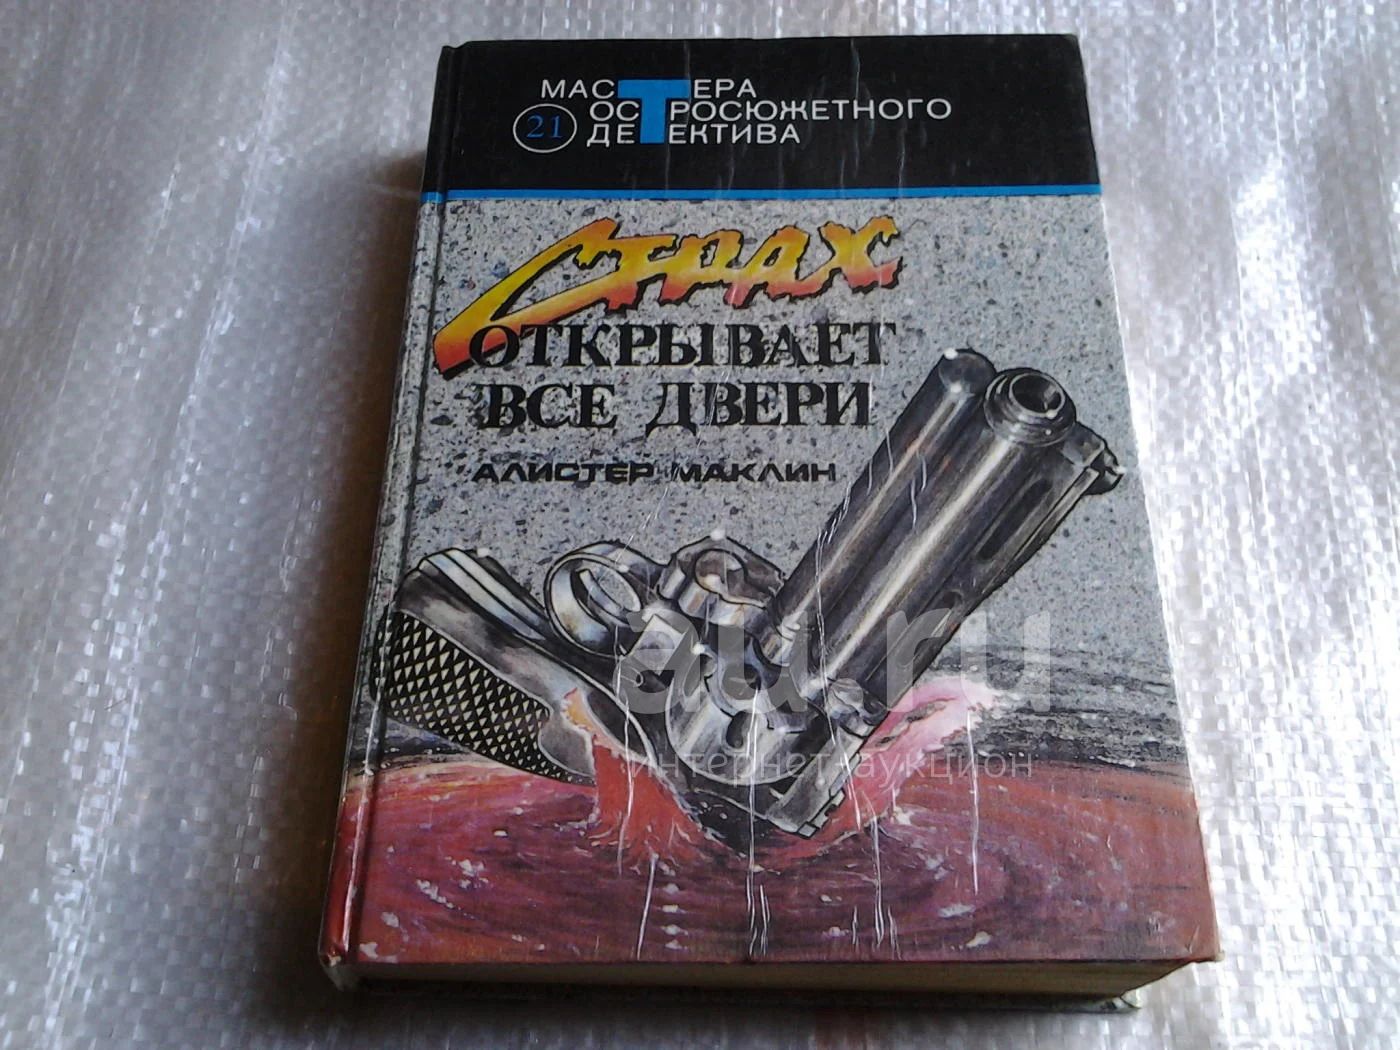 МАСТЕРА
21 ОСТРОСЮЖЕТНОГО
ДЕТЕКТИВА
Страх
ОТКРЫВАЕТ
ВСЕ ДВЕРИ
АЛИСТЕР МАКЛИН
au.ru
интернет-аукцион